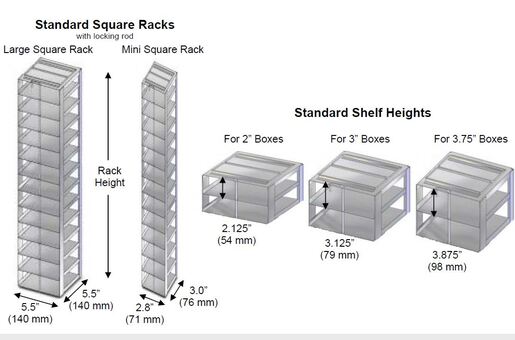 Standard Square Racks
with locking rod
Large Square Rack
Mini Square Rack
Rack
Height
5.5"
(140 mm)
5.5"
(140 mm)
2.8"
(71 mm)
3.0"
(76 mm)
Standard Shelf Heights
For 2" Boxes
For 3" Boxes
For 3.75" Boxes
2.125"
(54 mm)
3.125"
(79 mm)
3.875"
(98 mm)